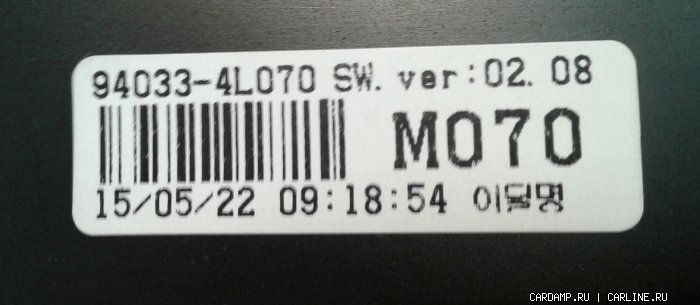 94033-4L070 SW. ver:02. 08
M070
15/05/22 09:18:54 이달명
CARDAMP.RU | CARLINE.RU